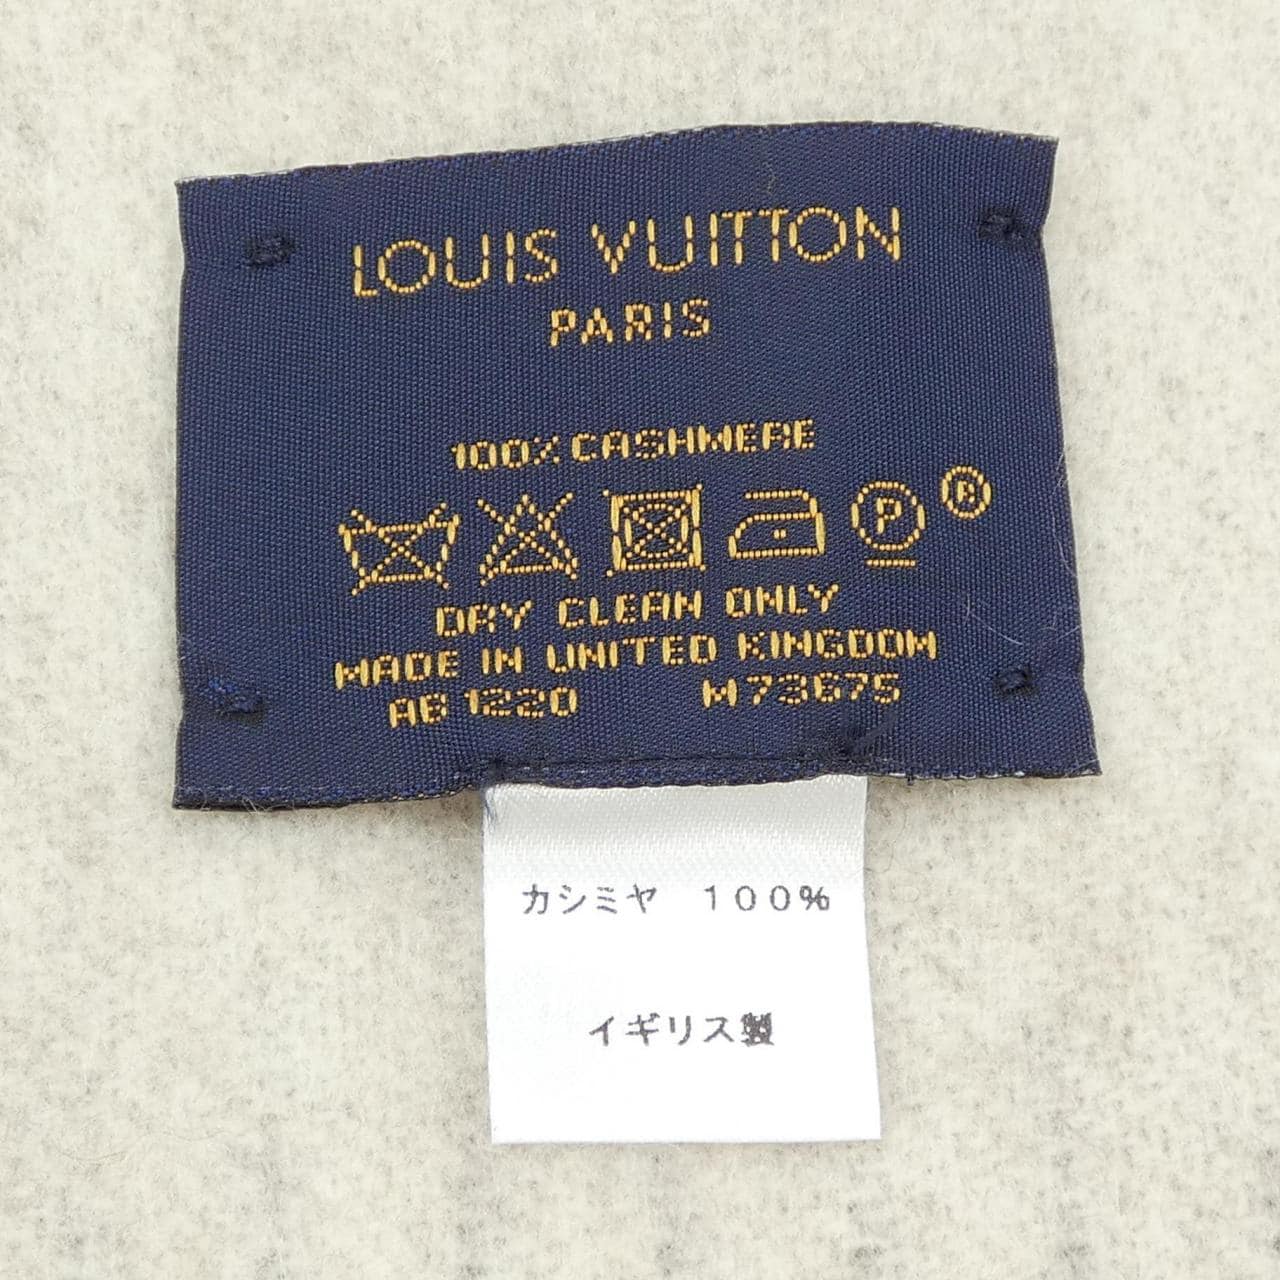 LOUIS VUITTON
PARIS
100% CASHMERE
P ®
DRY CLEAN ONLY
MADE IN UNITED KINGDOM
AB 1220 M73675
カシミヤ 100%
イギリス製